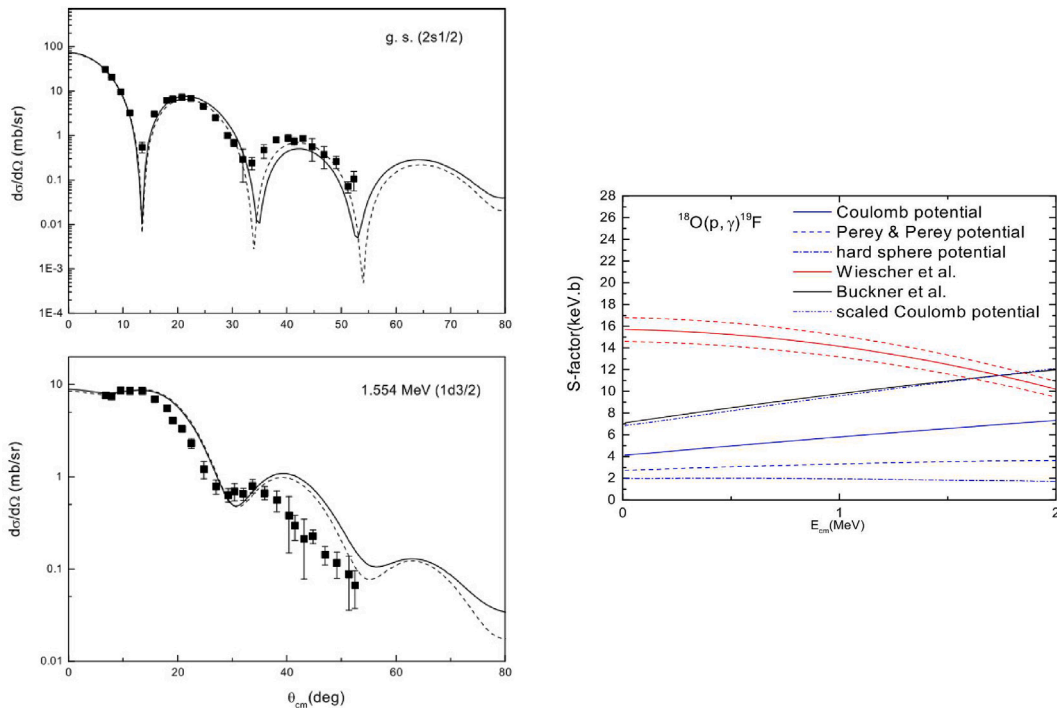 g. s. (2s1/2)
dσ/dΩ (mb/sr)
100
10
1
0.1
0.01
1E-3
1E-4
0 10 20 30 40 50 60 70 80
1.554 MeV (1d3/2)
dσ/dΩ (mb/sr)
10
1
0.1
0.01
0 20 40 60 80
θcm(deg)
¹⁸O(p,γ)¹⁹F
Coulomb potential
Perey & Perey potential
hard sphere potential
Wiescher et al.
Buckner et al.
scaled Coulomb potential
S-factor(keV.b)
28
26
24
22
20
18
16
14
12
10
8
6
4
2
0
0 1 2
Ecm(MeV)